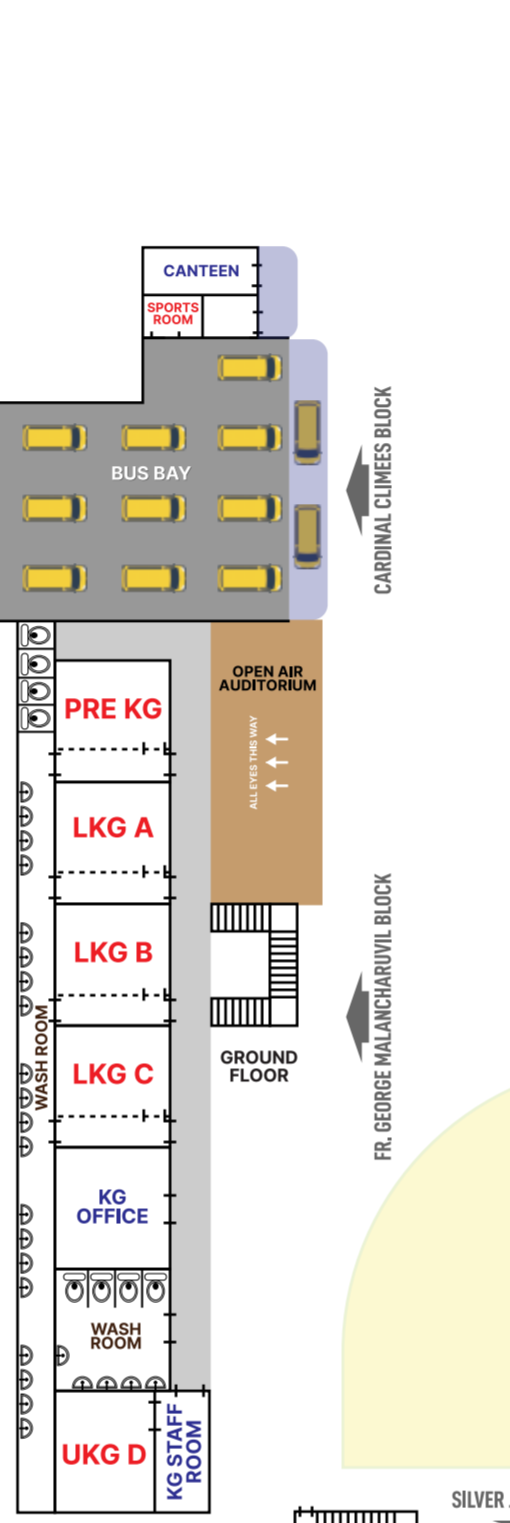 CANTEEN
SPORTS
ROOM
BUS BAY
CARDINAL CLIMEES BLOCK
OPEN AIR
AUDITORIUM
ALL EYES THIS WAY
PRE KG
LKG A
LKG B
LKG C
WASH ROOM
GROUND
FLOOR
FR. GEORGE MALANCHARUVIL BLOCK
KG
OFFICE
WASH
ROOM
UKG D
KG STAFF
ROOM
SILVER